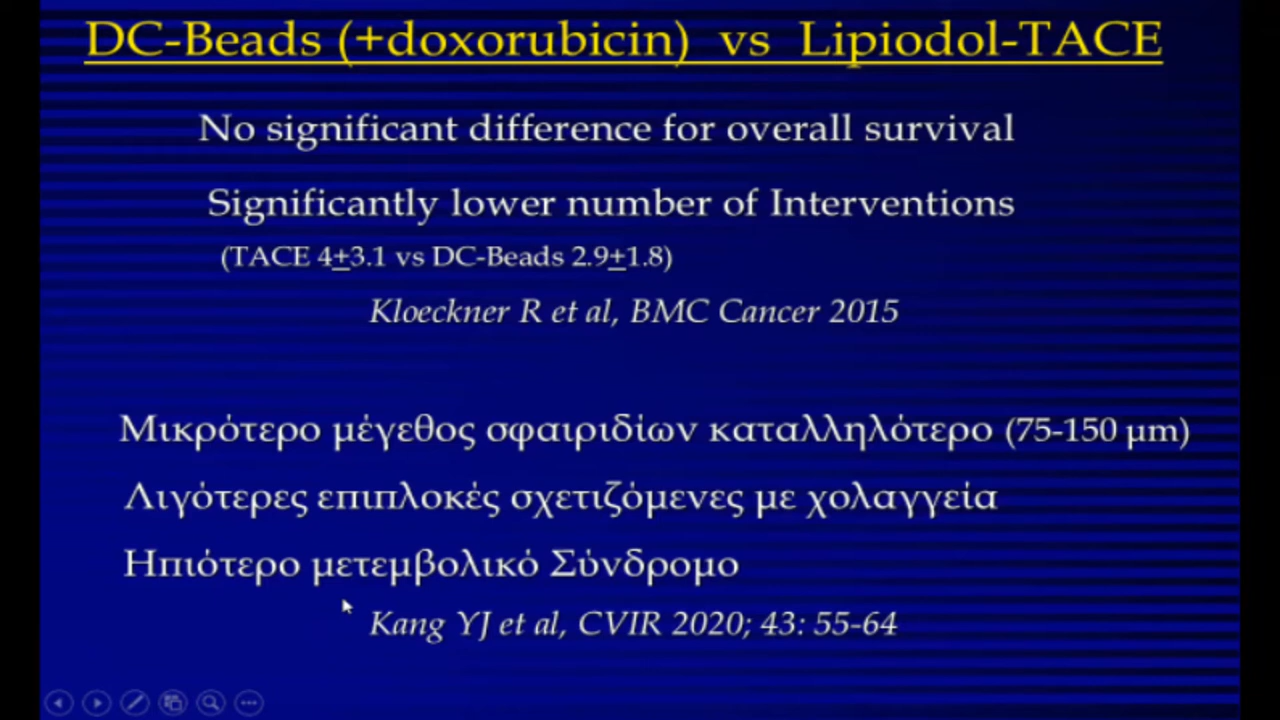 DC-Beads (+doxorubicin) vs Lipiodol-TACE
No significant difference for overall survival
Significantly lower number of Interventions
(TACE 4±3.1 vs DC-Beads 2.9±1.8)
Kloeckner R et al, BMC Cancer 2015
Μικρότερο μέγεθος σφαιριδίων καταλληλότερο (75-150 μm)
Λιγότερες επιπλοκές σχετιζόμενες με χολαγγεία
Ηπιότερο μετεμβολικό Σύνδρομο
Kang YJ et al, CVIR 2020; 43: 55-64